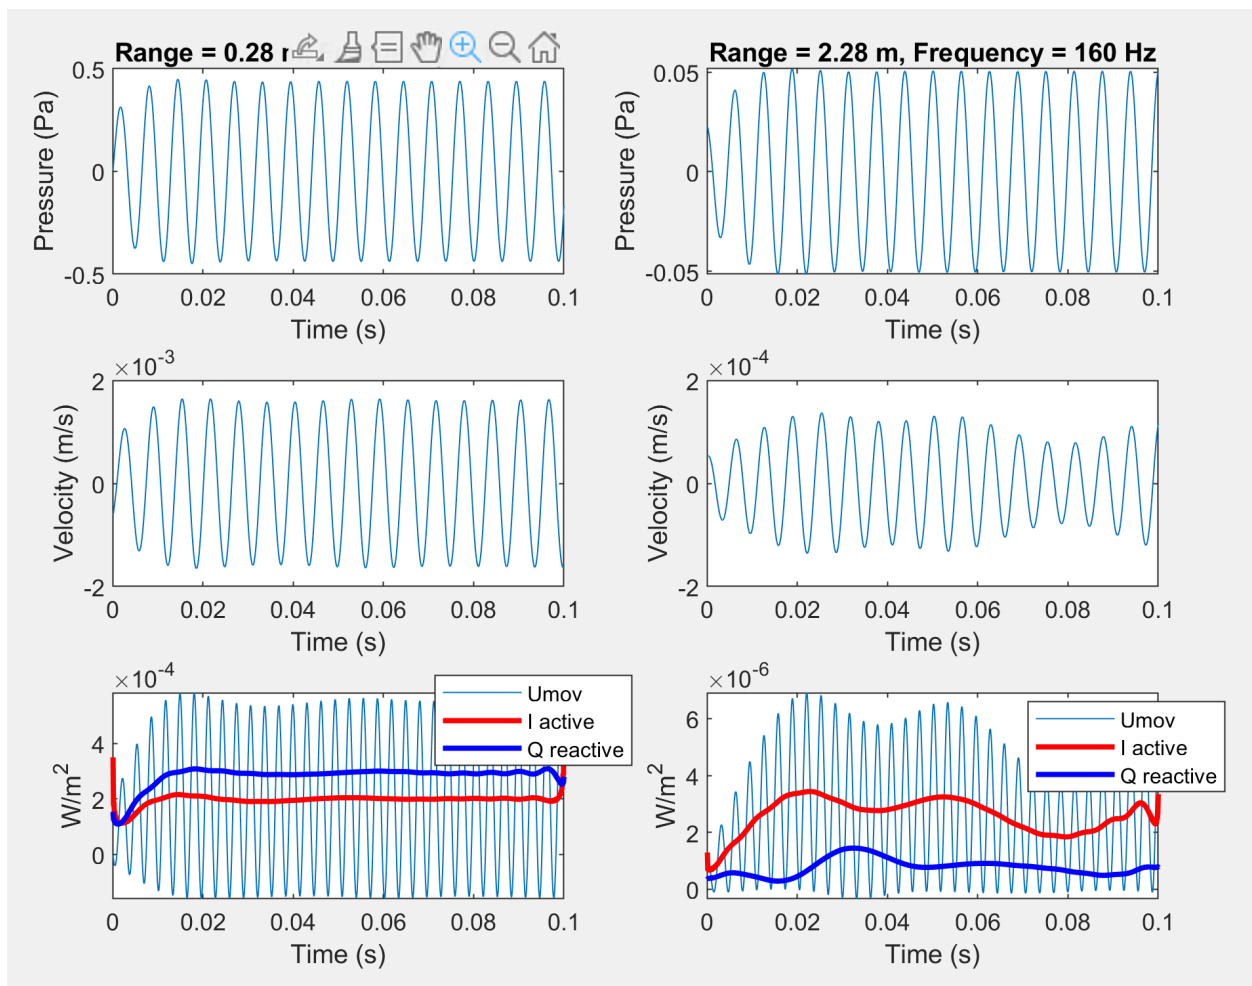 Range = 0.28
Range = 2.28 m, Frequency = 160 Hz
0.5
0
-0.5
Pressure (Pa)
0 0.02 0.04 0.06 0.08 0.1
Time (s)
0.05
0
-0.05
Pressure (Pa)
0 0.02 0.04 0.06 0.08 0.1
Time (s)
×10-3
2
0
-2
Velocity (m/s)
0 0.02 0.04 0.06 0.08 0.1
Time (s)
×10-4
2
0
-2
Velocity (m/s)
0 0.02 0.04 0.06 0.08 0.1
Time (s)
×10-4
4
2
0
W/m2
Umov
I active
Q reactive
0 0.02 0.04 0.06 0.08 0.1
Time (s)
×10-6
6
4
2
0
W/m2
Umov
I active
Q reactive
0 0.02 0.04 0.06 0.08 0.1
Time (s)